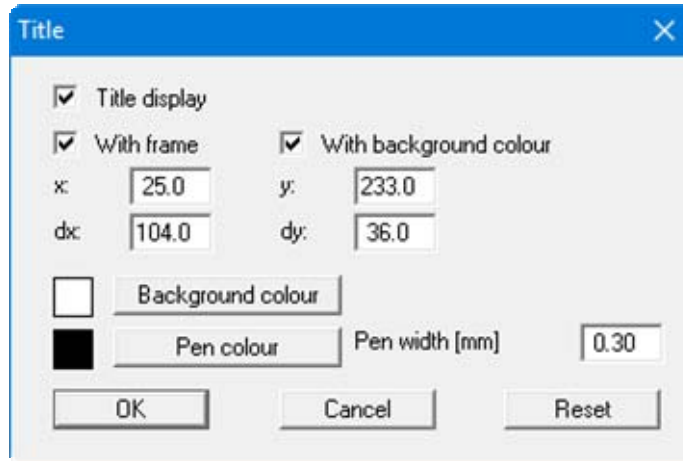 Title
Title display
With frame With background colour
x: 25.0 y: 233.0
dx: 104.0 dy: 36.0
Background colour
Pen colour Pen width [mm] 0.30
OK Cancel Reset